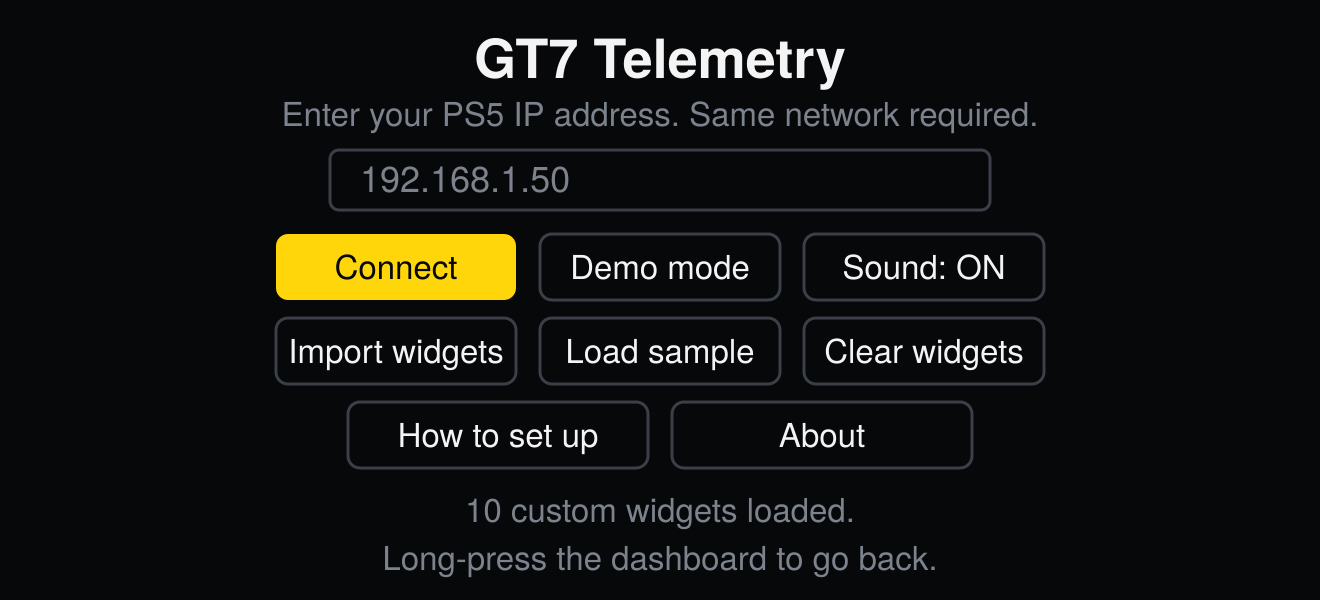 GT7 Telemetry
Enter your PS5 IP address. Same network required.
192.168.1.50
Connect Demo mode Sound: ON
Import widgets Load sample Clear widgets
How to set up About
10 custom widgets loaded.
Long-press the dashboard to go back.